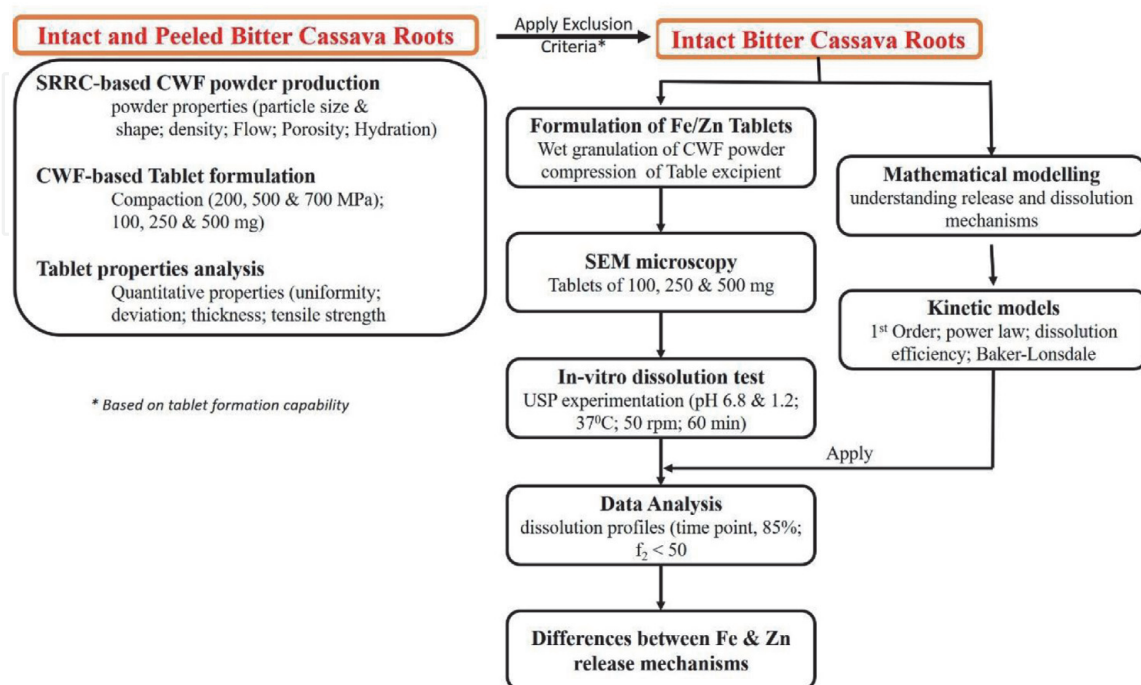 Intact and Peeled Bitter Cassava Roots
Apply Exclusion
Criteria*
Intact Bitter Cassava Roots
SRRC-based CWF powder production
powder properties (particle size &
shape; density; Flow; Porosity; Hydration)
CWF-based Tablet formulation
Compaction (200, 500 & 700 MPa);
100, 250 & 500 mg)
Tablet properties analysis
Quantitative properties (uniformity;
deviation; thickness; tensile strength
* Based on tablet formation capability
Formulation of Fe/Zn Tablets
Wet granulation of CWF powder
compression of Table excipient
SEM microscopy
Tablets of 100, 250 & 500 mg
In-vitro dissolution test
USP experimentation (pH 6.8 & 1.2;
37⁰C; 50 rpm; 60 min)
Mathematical modelling
understanding release and dissolution
mechanisms
Kinetic models
1st Order; power law; dissolution
efficiency; Baker-Lonsdale
Apply
Data Analysis
dissolution profiles (time point, 85%;
f₂ < 50
Differences between Fe & Zn
release mechanisms